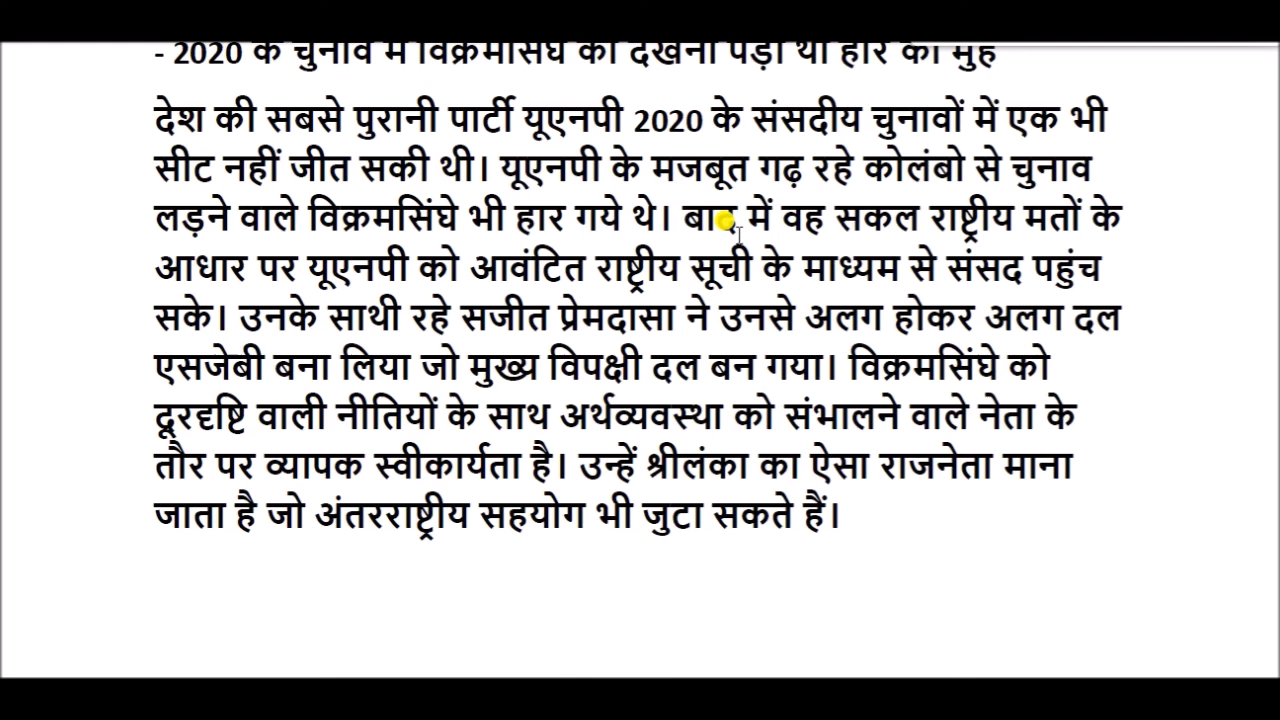 - 2020 के चुनाव में विक्रमसिंघे को देखना पड़ा था हार का मुंह
देश की सबसे पुरानी पार्टी यूएनपी 2020 के संसदीय चुनावों में एक भी
सीट नहीं जीत सकी थी। यूएनपी के मजबूत गढ़ रहे कोलंबो से चुनाव
लड़ने वाले विक्रमसिंघे भी हार गये थे। बाद में वह सकल राष्ट्रीय मतों के
आधार पर यूएनपी को आवंटित राष्ट्रीय सूची के माध्यम से संसद पहुंच
सके। उनके साथी रहे सजीत प्रेमदासा ने उनसे अलग होकर अलग दल
एसजेबी बना लिया जो मुख्य विपक्षी दल बन गया। विक्रमसिंघे को
दूरदृष्टि वाली नीतियों के साथ अर्थव्यवस्था को संभालने वाले नेता के
तौर पर व्यापक स्वीकार्यता है। उन्हें श्रीलंका का ऐसा राजनेता माना
जाता है जो अंतरराष्ट्रीय सहयोग भी जुटा सकते हैं।